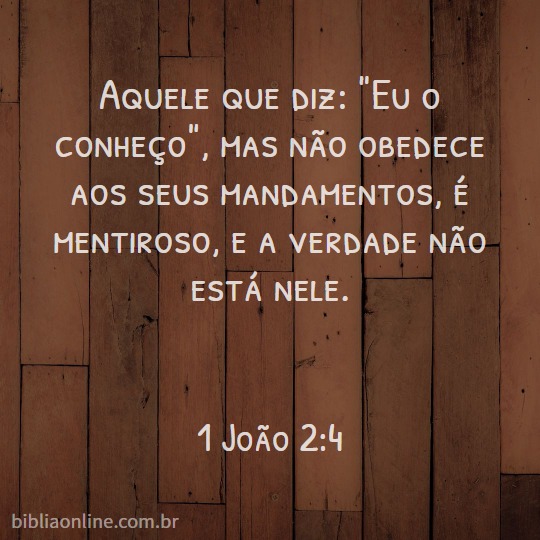 Aquele que diz: "Eu o
conheço", mas não obedece
aos seus mandamentos, é
mentiroso, e a verdade não
está nele.
1 João 2:4
bibliaonline.com.br